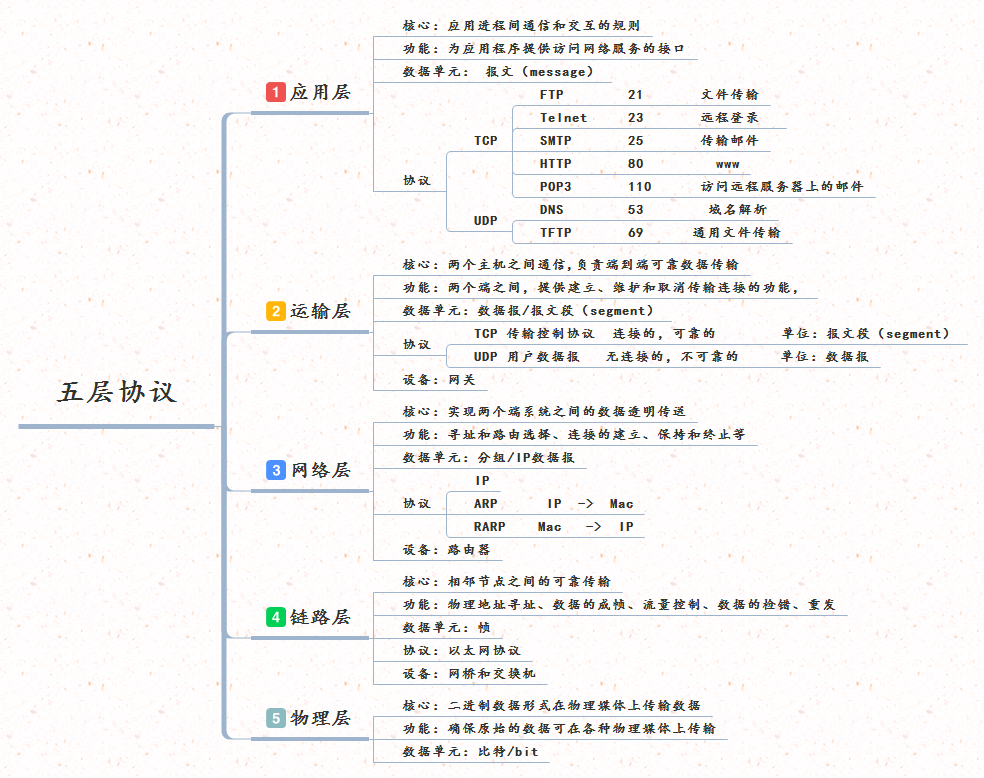 五层协议
1 应用层
核心：应用进程间通信和交互的规则
功能：为应用程序提供访问网络服务的接口
数据单元： 报文（message）
协议
TCP
FTP 21 文件传输
Telnet 23 远程登录
SMTP 25 传输邮件
HTTP 80 www
POP3 110 访问远程服务器上的邮件
UDP
DNS 53 域名解析
TFTP 69 通用文件传输
2 运输层
核心：两个主机之间通信,负责端到端可靠数据传输
功能：两个端之间，提供建立、维护和取消传输连接的功能，
数据单元：数据报/报文段（segment）
协议
TCP 传输控制协议 连接的，可靠的 单位：报文段（segment）
UDP 用户数据报 无连接的，不可靠的 单位：数据报
设备：网关
3 网络层
核心：实现两个端系统之间的数据透明传送
功能：寻址和路由选择、连接的建立、保持和终止等
数据单元：分组/IP数据报
协议
IP
ARP IP -> Mac
RARP Mac -> IP
设备：路由器
4 链路层
核心：相邻节点之间的可靠传输
功能：物理地址寻址、数据的成帧、流量控制、数据的检错、重发
数据单元：帧
协议：以太网协议
设备：网桥和交换机
5 物理层
核心：二进制数据形式在物理媒体上传输数据
功能：确保原始的数据可在各种物理媒体上传输
数据单元：比特/bit